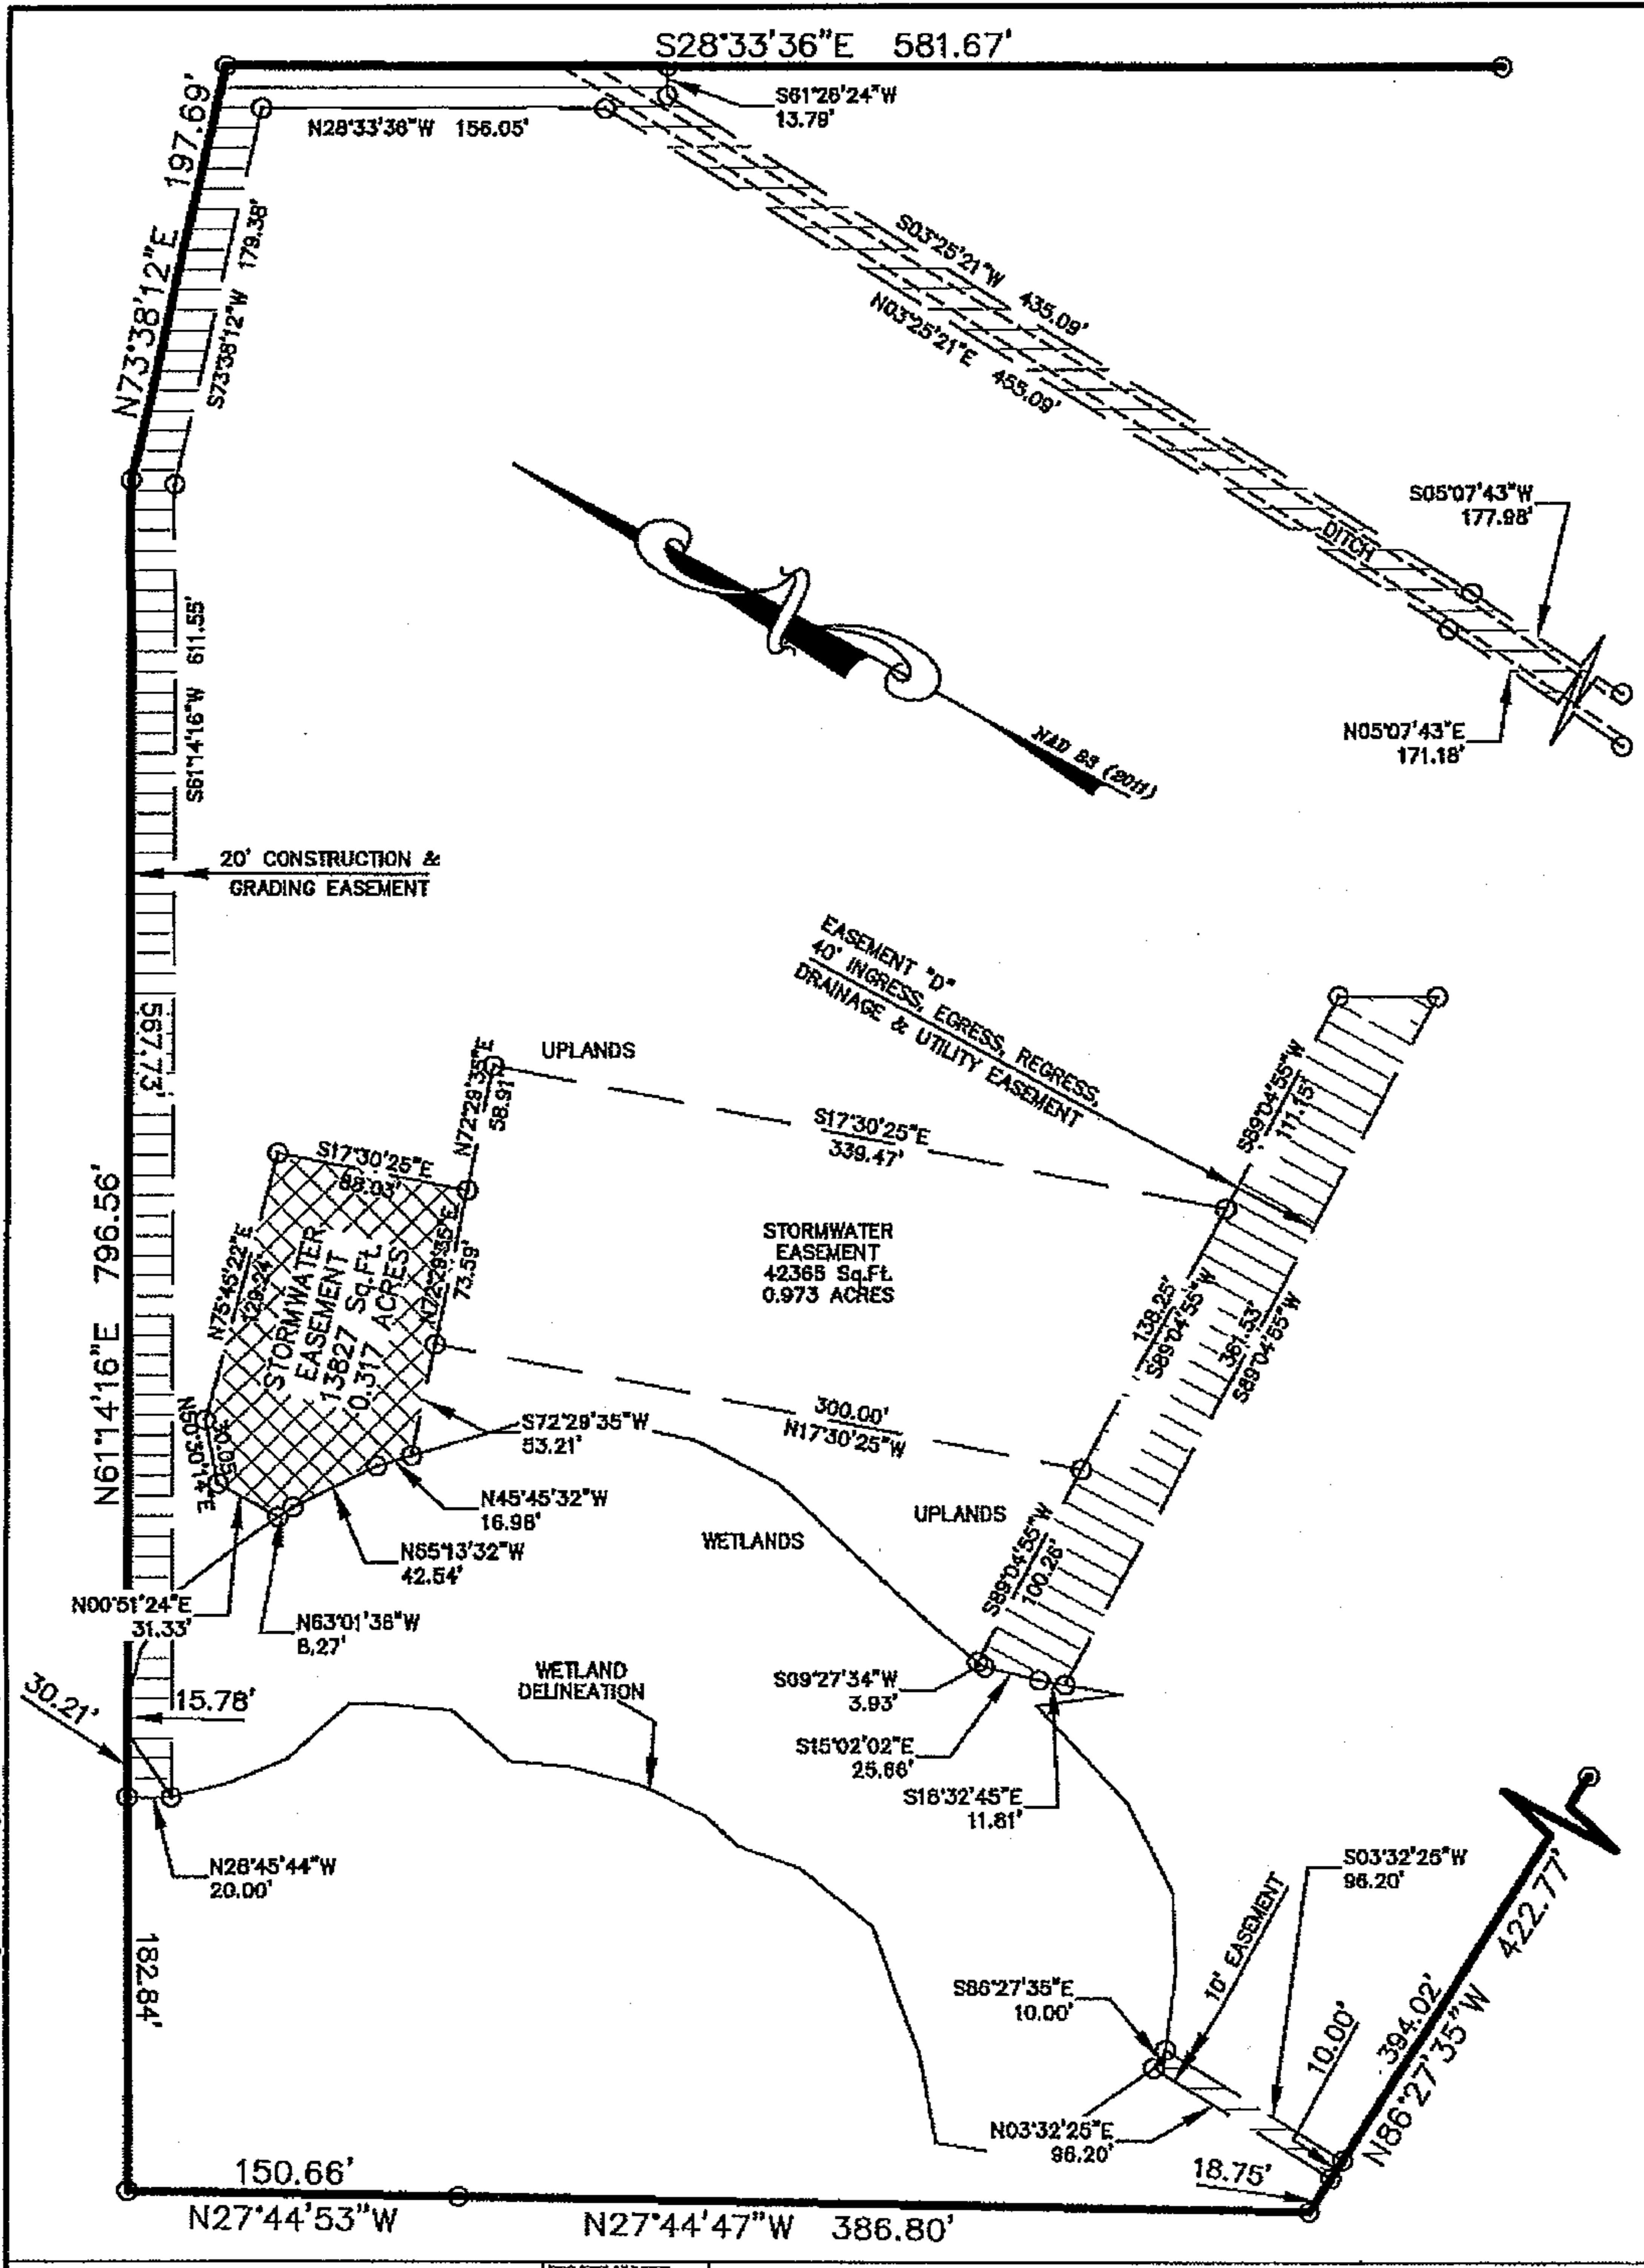 S28°33'36"E 581.67'
S61°26'24"W
13.79'
N28°33'36"W 156.05'
N73°38'12"E 197.69'
S73°38'12"W 179.38'
S03°25'21"W 435.09'
N03°25'21"E 455.09'
S05°07'43"W
177.98'
DITCH
N05°07'43"E
171.18'
NAD 83 (2011)
S61°14'16"W 611.55'
20' CONSTRUCTION &
GRADING EASEMENT
567.73'
N61°14'16"E 796.56'
EASEMENT "D"
40' INGRESS, EGRESS, REGRESS,
DRAINAGE & UTILITY EASEMENT
UPLANDS
N72°29'35"E
58.91'
S17°30'25"E
339.47'
S89°04'55"W
111.15'
S17°30'25"E
88.03'
N75°45'22"E
129.24'
STORMWATER
EASEMENT
13827 Sq.Ft.
0.317 ACRES
N72°29'35"E
73.59'
STORMWATER
EASEMENT
42365 Sq.Ft.
0.973 ACRES
138.25'
S89°04'55"W
361.53'
S89°04'55"W
300.00'
N17°30'25"W
N50°30'14"E
30.05'
S72°29'35"W
53.21'
N45°45'32"W
16.98'
N65°13'32"W
42.54'
WETLANDS
UPLANDS
S89°04'55"W
100.26'
N00°51'24"E
31.33'
N63°01'38"W
8.27'
WETLAND
DELINEATION
S09°27'34"W
3.93'
30.21'
15.78'
S15°02'02"E
25.66'
S18°32'45"E
11.81'
N28°45'44"W
20.00'
S03°32'25"W
96.20'
10' EASEMENT
182.84'
S86°27'35"E
10.00'
10.00'
394.02'
N86°27'35"W 422.77'
N03°32'25"E
96.20'
18.75'
150.66'
N27°44'53"W
N27°44'47"W 386.80'